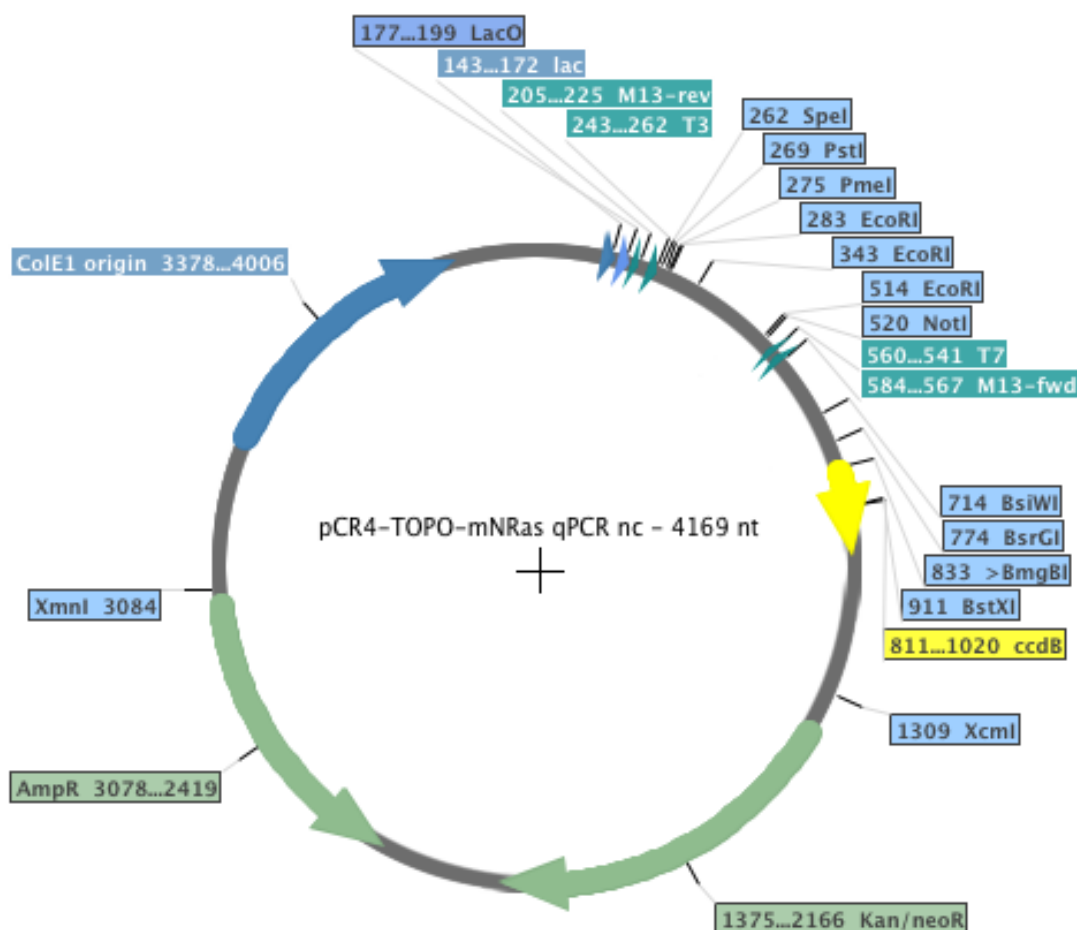 177...199 LacO
143...172 lac
205...225 M13-rev
243...262 T3
262 SpeI
269 PstI
275 PmeI
283 EcoRI
343 EcoRI
514 EcoRI
520 NotI
560...541 T7
584...567 M13-fwd
ColE1 origin 3378...4006
714 BsiWI
pCR4-TOPO-mNRas qPCR nc - 4169 nt
774 BsrGI
833 >BmgBI
XmnI 3084
911 BstXI
811...1020 ccdB
1309 XcmI
AmpR 3078...2419
1375...2166 Kan/neoR